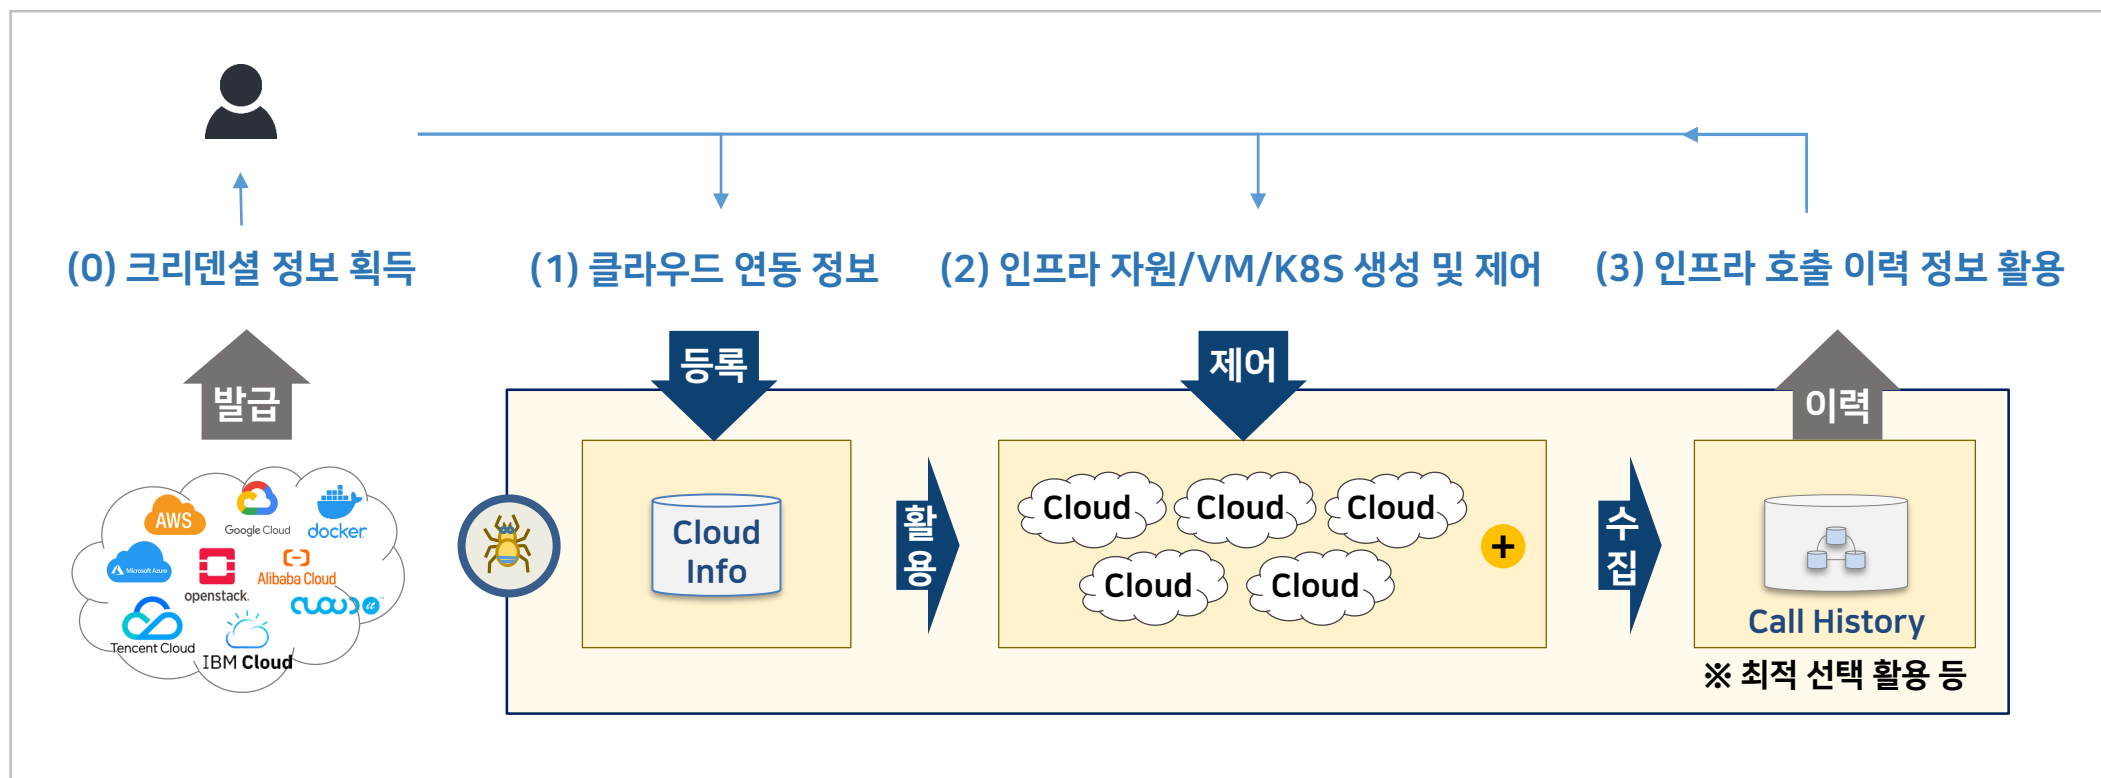 (0) 크리덴셜 정보 획득
(1) 클라우드 연동 정보
(2) 인프라 자원/VM/K8S 생성 및 제어
(3) 인프라 호출 이력 정보 활용
발급
등록
제어
이력
AWS
Google Cloud
docker
Microsoft Azure
openstack.
Alibaba Cloud
CLOUD it™
Tencent Cloud
IBM Cloud
Cloud
Info
활용
Cloud
Cloud
Cloud
Cloud
Cloud
+
수집
Call History
※ 최적 선택 활용 등